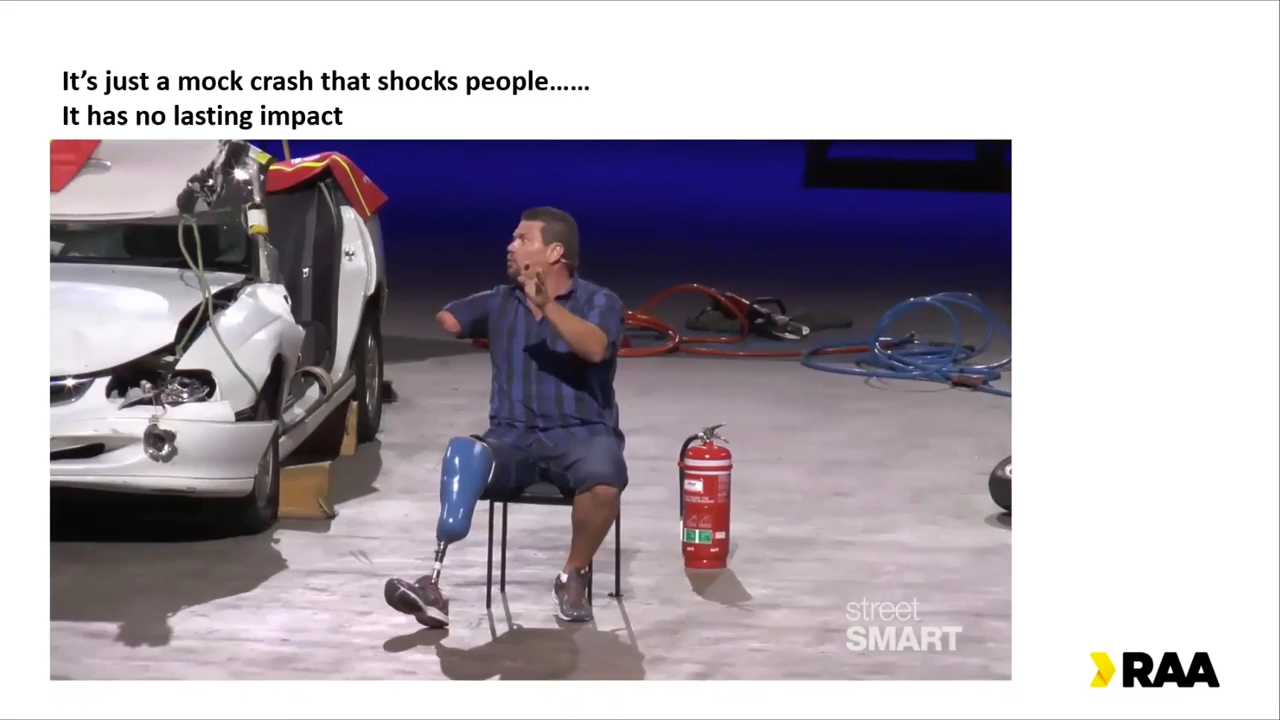 It's just a mock crash that shocks people……
It has no lasting impact
street
SMART
RAA